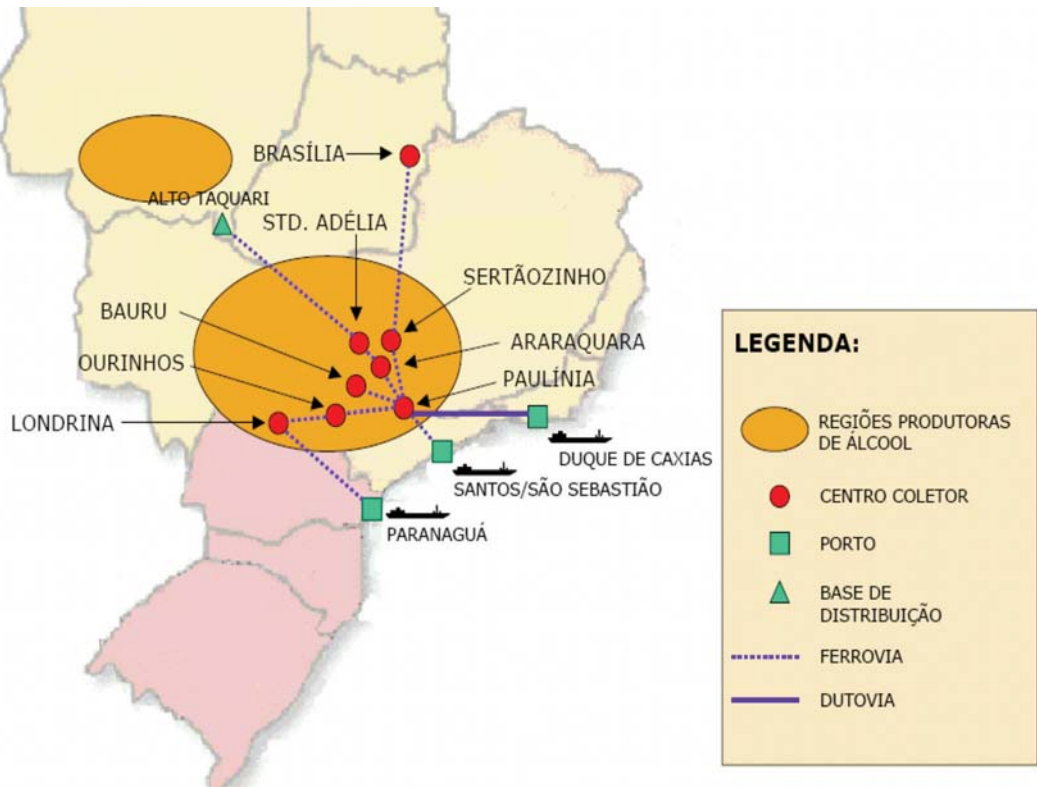 BRASÍLIA
ALTO TAQUARI
STD. ADÉLIA
SERTÃOZINHO
BAURU
ARARAQUARA
OURINHOS
PAULÍNIA
LONDRINA
DUQUE DE CAXIAS
SANTOS/SÃO SEBASTIÃO
PARANAGUÁ
LEGENDA:
REGIÕES PRODUTORAS
DE ÁLCOOL
CENTRO COLETOR
PORTO
BASE DE
DISTRIBUIÇÃO
FERROVIA
DUTOVIA